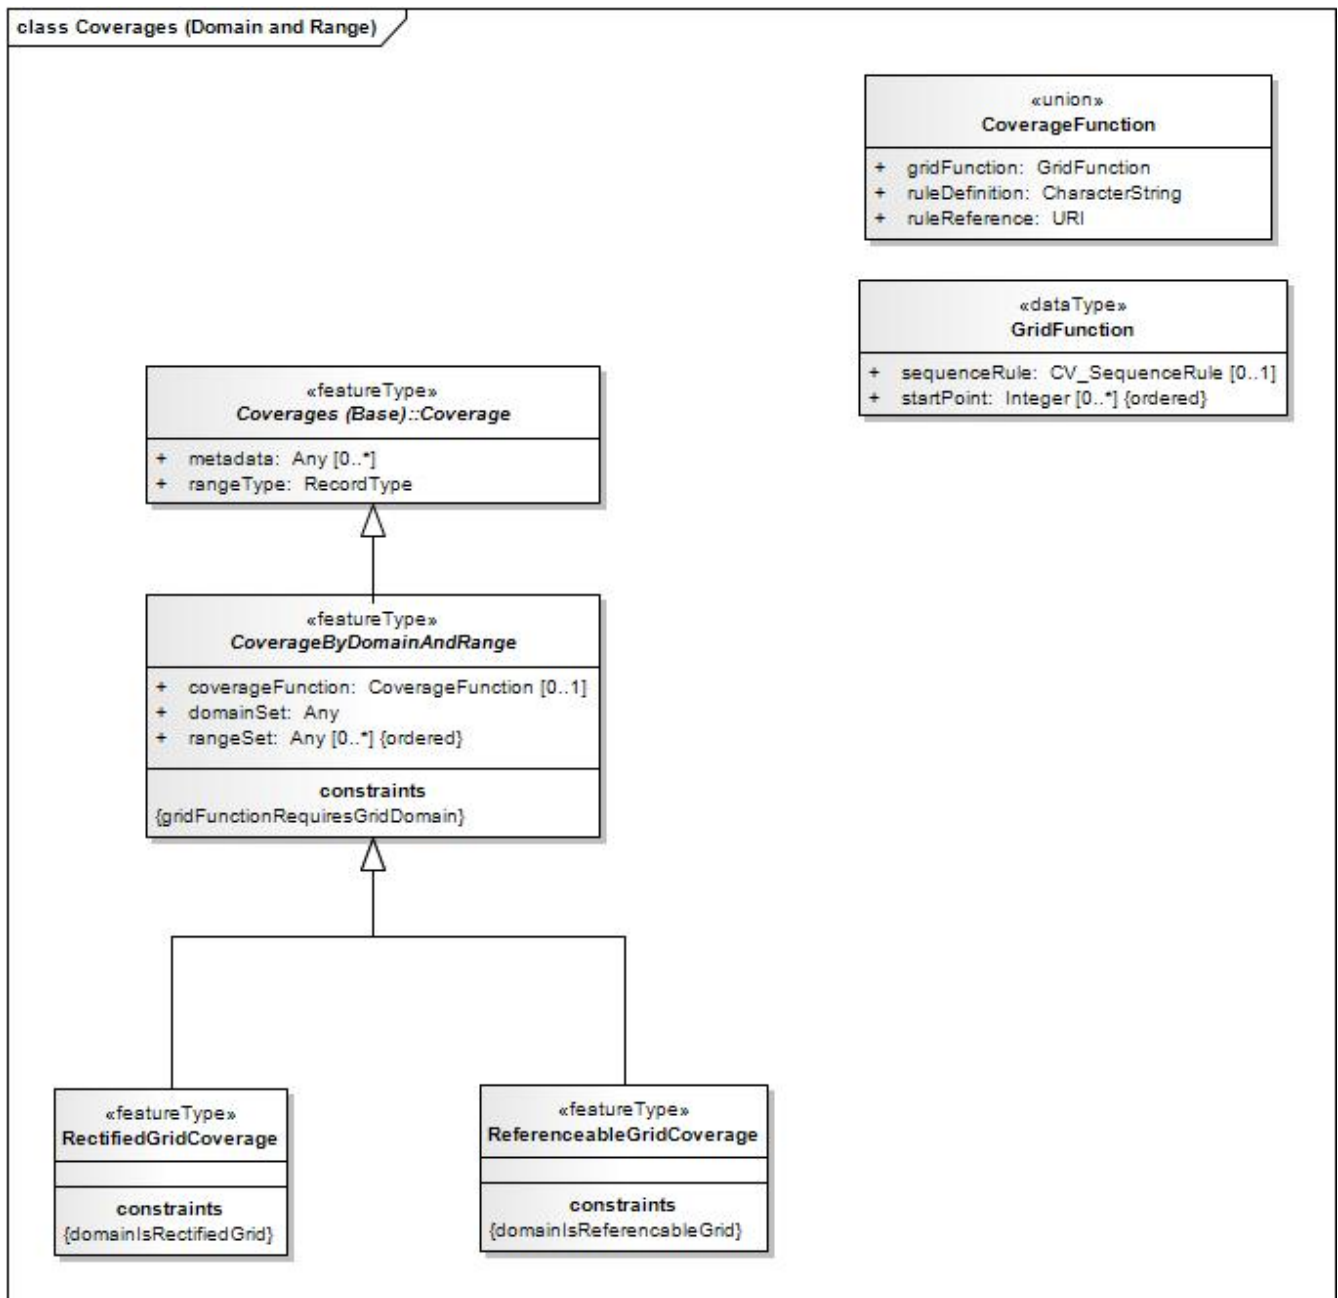 class Coverages (Domain and Range)
«union»
CoverageFunction
+ gridFunction: GridFunction
+ ruleDefinition: CharacterString
+ ruleReference: URI
«dataType»
GridFunction
+ sequenceRule: CV_SequenceRule [0..1]
+ startPoint: Integer [0..*] {ordered}
«featureType»
Coverages (Base)::Coverage
+ metadata: Any [0..*]
+ rangeType: RecordType
«featureType»
CoverageByDomainAndRange
+ coverageFunction: CoverageFunction [0..1]
+ domainSet: Any
+ rangeSet: Any [0..*] {ordered}
constraints
{gridFunctionRequiresGridDomain}
«featureType»
RectifiedGridCoverage
constraints
{domainIsRectifiedGrid}
«featureType»
ReferenceableGridCoverage
constraints
{domainIsReferencableGrid}